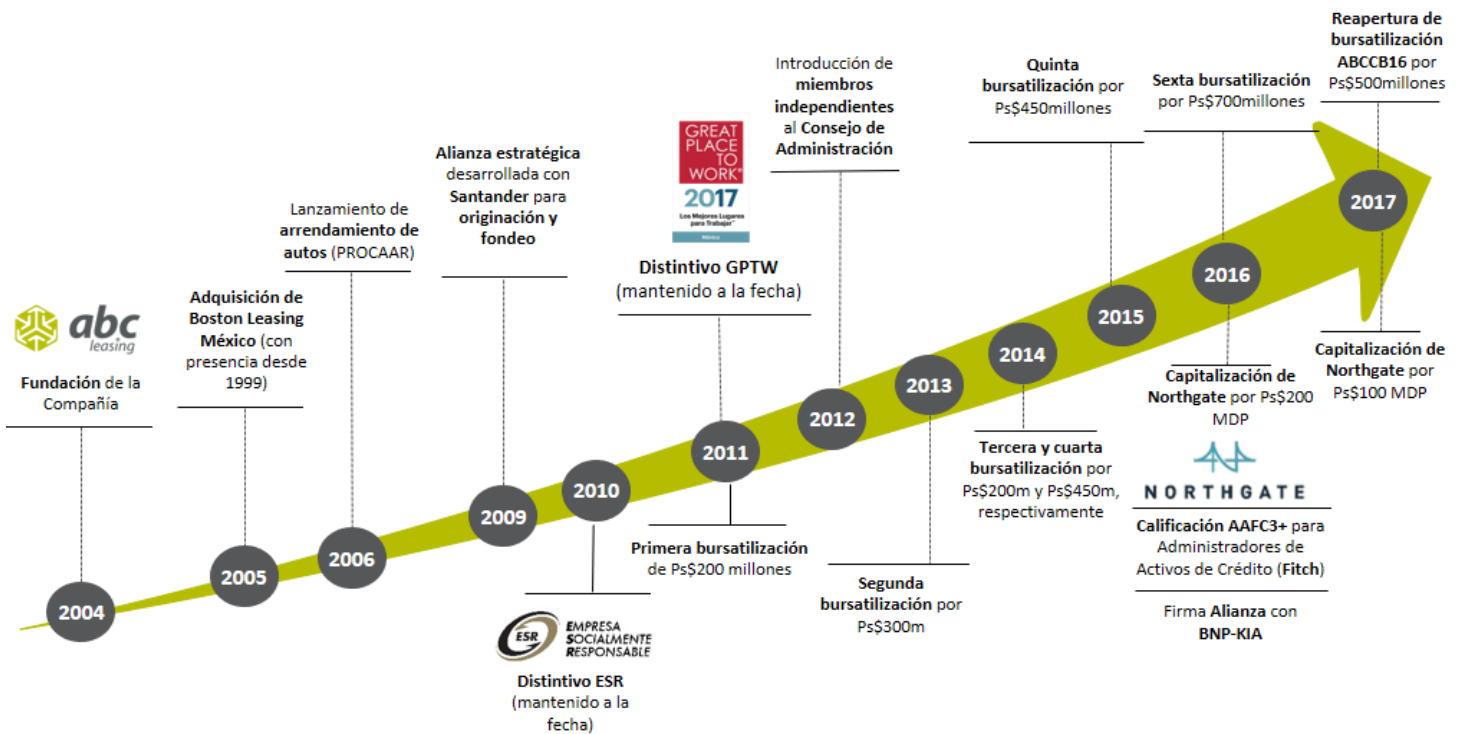 abc
leasing
Fundación de la
Compañía
2004
Adquisición de
Boston Leasing
México (con
presencia desde
1999)
2005
Lanzamiento de
arrendamiento de
autos (PROCAAR)
2006
Alianza estratégica
desarrollada con
Santander para
originación y
fondeo
2009
2010
ESR
EMPRESA
SOCIALMENTE
RESPONSABLE
Distintivo ESR
(mantenido a la
fecha)
GREAT
PLACE
TO
WORK®
2017
Los Mejores Lugares
para Trabajar™
México
Distintivo GPTW
(mantenido a la fecha)
2011
Primera bursatilización
de Ps$200 millones
Introducción de
miembros
independientes
al Consejo de
Administración
2012
2013
Segunda
bursatilización por
Ps$300m
2014
Tercera y cuarta
bursatilización por
Ps$200m y Ps$450m,
respectivamente
Quinta
bursatilización por
Ps$450millones
2015
Sexta bursatilización
por Ps$700millones
2016
Capitalización de
Northgate por Ps$200
MDP
NORTHGATE
Calificación AAFC3+ para
Administradores de
Activos de Crédito (Fitch)
Firma Alianza con
BNP-KIA
Reapertura de
bursatilización
ABCCB16 por
Ps$500millones
2017
Capitalización de
Northgate por
Ps$100 MDP